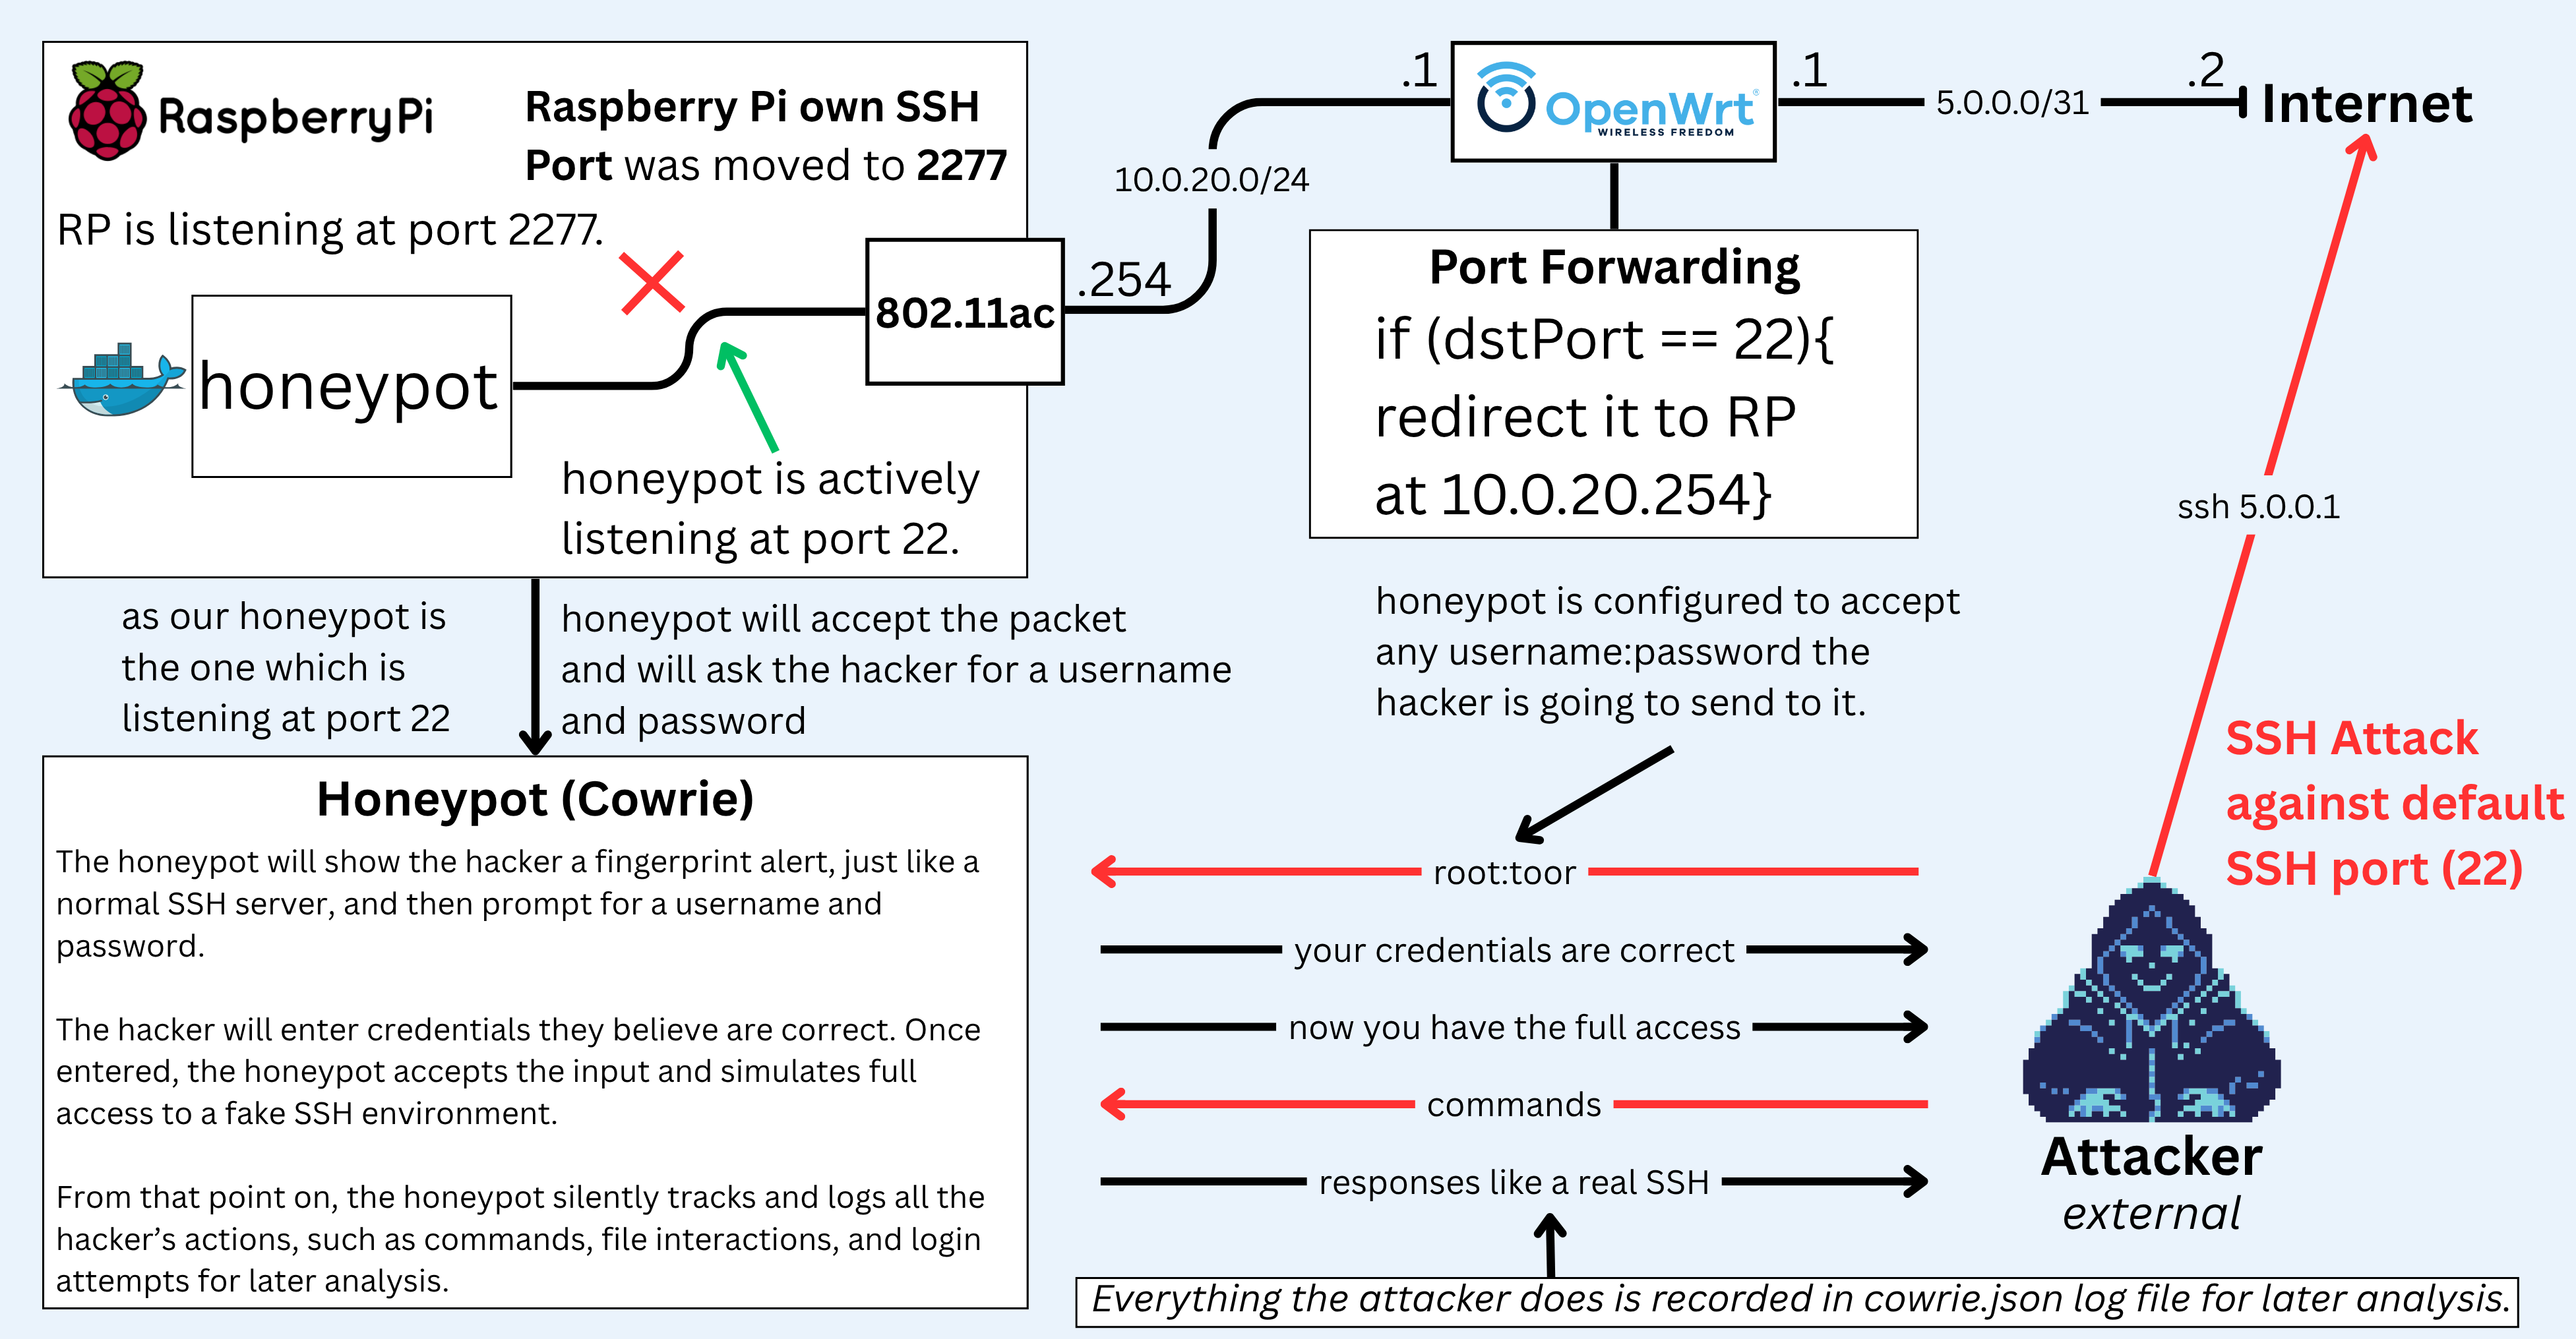 RaspberryPi
Raspberry Pi own SSH
Port was moved to 2277
RP is listening at port 2277.
honeypot
802.11ac
honeypot is actively
listening at port 22.
.254
10.0.20.0/24
.1
OpenWrt®
WIRELESS FREEDOM
.1
5.0.0.0/31
.2
Internet
Port Forwarding
if (dstPort == 22){
redirect it to RP
at 10.0.20.254}
ssh 5.0.0.1
as our honeypot is
the one which is
listening at port 22
honeypot will accept the packet
and will ask the hacker for a username
and password
honeypot is configured to accept
any username:password the
hacker is going to send to it.
SSH Attack
against default
SSH port (22)
Honeypot (Cowrie)
The honeypot will show the hacker a fingerprint alert, just like a
normal SSH server, and then prompt for a username and
password.
The hacker will enter credentials they believe are correct. Once
entered, the honeypot accepts the input and simulates full
access to a fake SSH environment.
From that point on, the honeypot silently tracks and logs all the
hacker’s actions, such as commands, file interactions, and login
attempts for later analysis.
root:toor
your credentials are correct
now you have the full access
commands
responses like a real SSH
Attacker
external
Everything the attacker does is recorded in cowrie.json log file for later analysis.